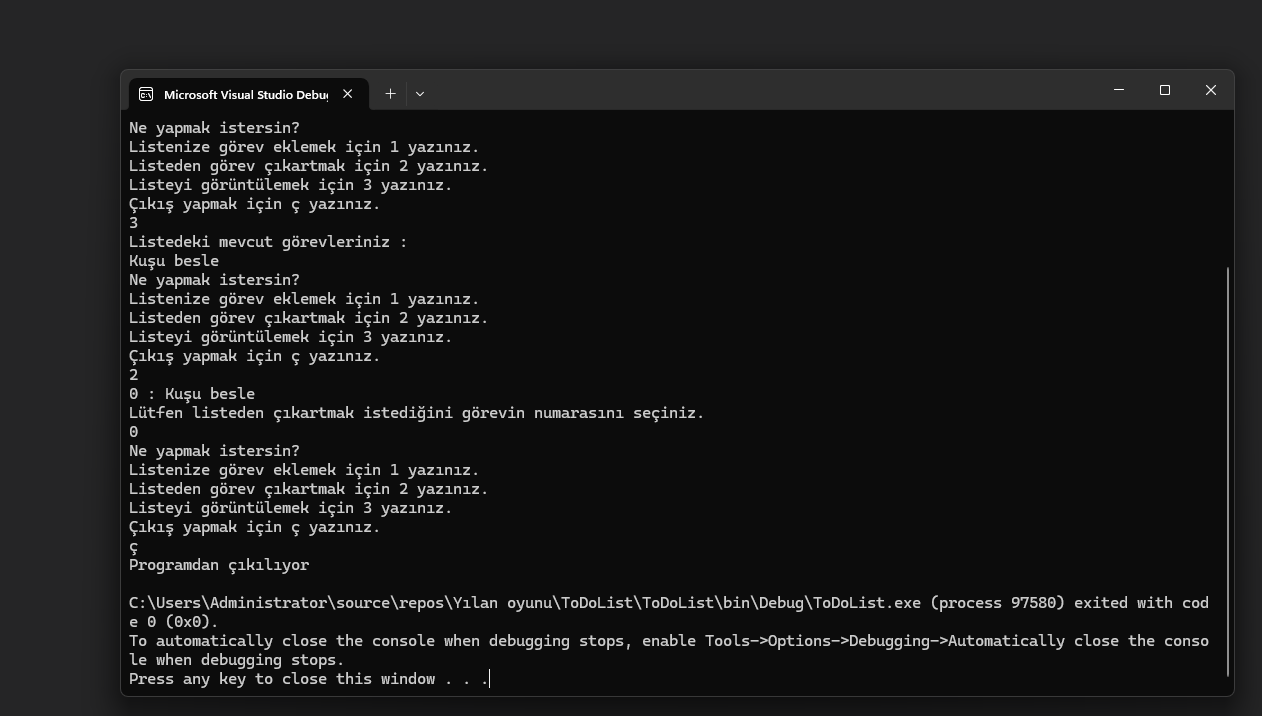 Microsoft Visual Studio Debug
Ne yapmak istersin?
Listenize görev eklemek için 1 yazınız.
Listeden görev çıkartmak için 2 yazınız.
Listeyi görüntülemek için 3 yazınız.
Çıkış yapmak için ç yazınız.
3
Listedeki mevcut görevleriniz :
Kuşu besle
Ne yapmak istersin?
Listenize görev eklemek için 1 yazınız.
Listeden görev çıkartmak için 2 yazınız.
Listeyi görüntülemek için 3 yazınız.
Çıkış yapmak için ç yazınız.
2
0 : Kuşu besle
Lütfen listeden çıkartmak istediğini görevin numarasını seçiniz.
0
Ne yapmak istersin?
Listenize görev eklemek için 1 yazınız.
Listeden görev çıkartmak için 2 yazınız.
Listeyi görüntülemek için 3 yazınız.
Çıkış yapmak için ç yazınız.
ç
Programdan çıkılıyor
C:\Users\Administrator\source\repos\Yılan oyunu\ToDoList\ToDoList\bin\Debug\ToDoList.exe (process 97580) exited with cod
e 0 (0x0).
To automatically close the console when debugging stops, enable Tools->Options->Debugging->Automatically close the conso
le when debugging stops.
Press any key to close this window . . .